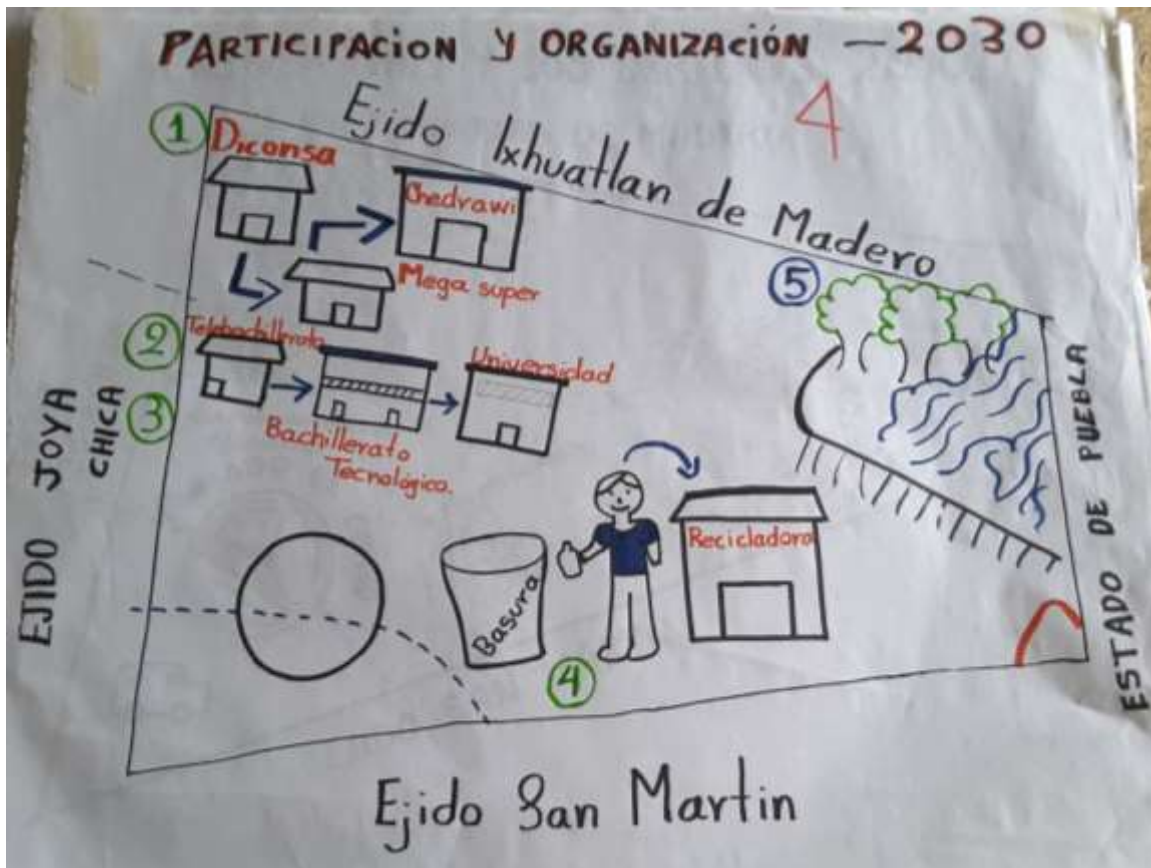 PARTICIPACION Y ORGANIZACIÓN - 2030
4
Ejido Ixhuatlan de Madero
1
Diconsa
Chedrawi
Mega super
5
2
Telebachillerato
Universidad
3
Bachillerato
Tecnológico.
EJIDO JOYA
CHICA
Recicladora
Basura
4
ESTADO DE PUEBLA
Ejido San Martin